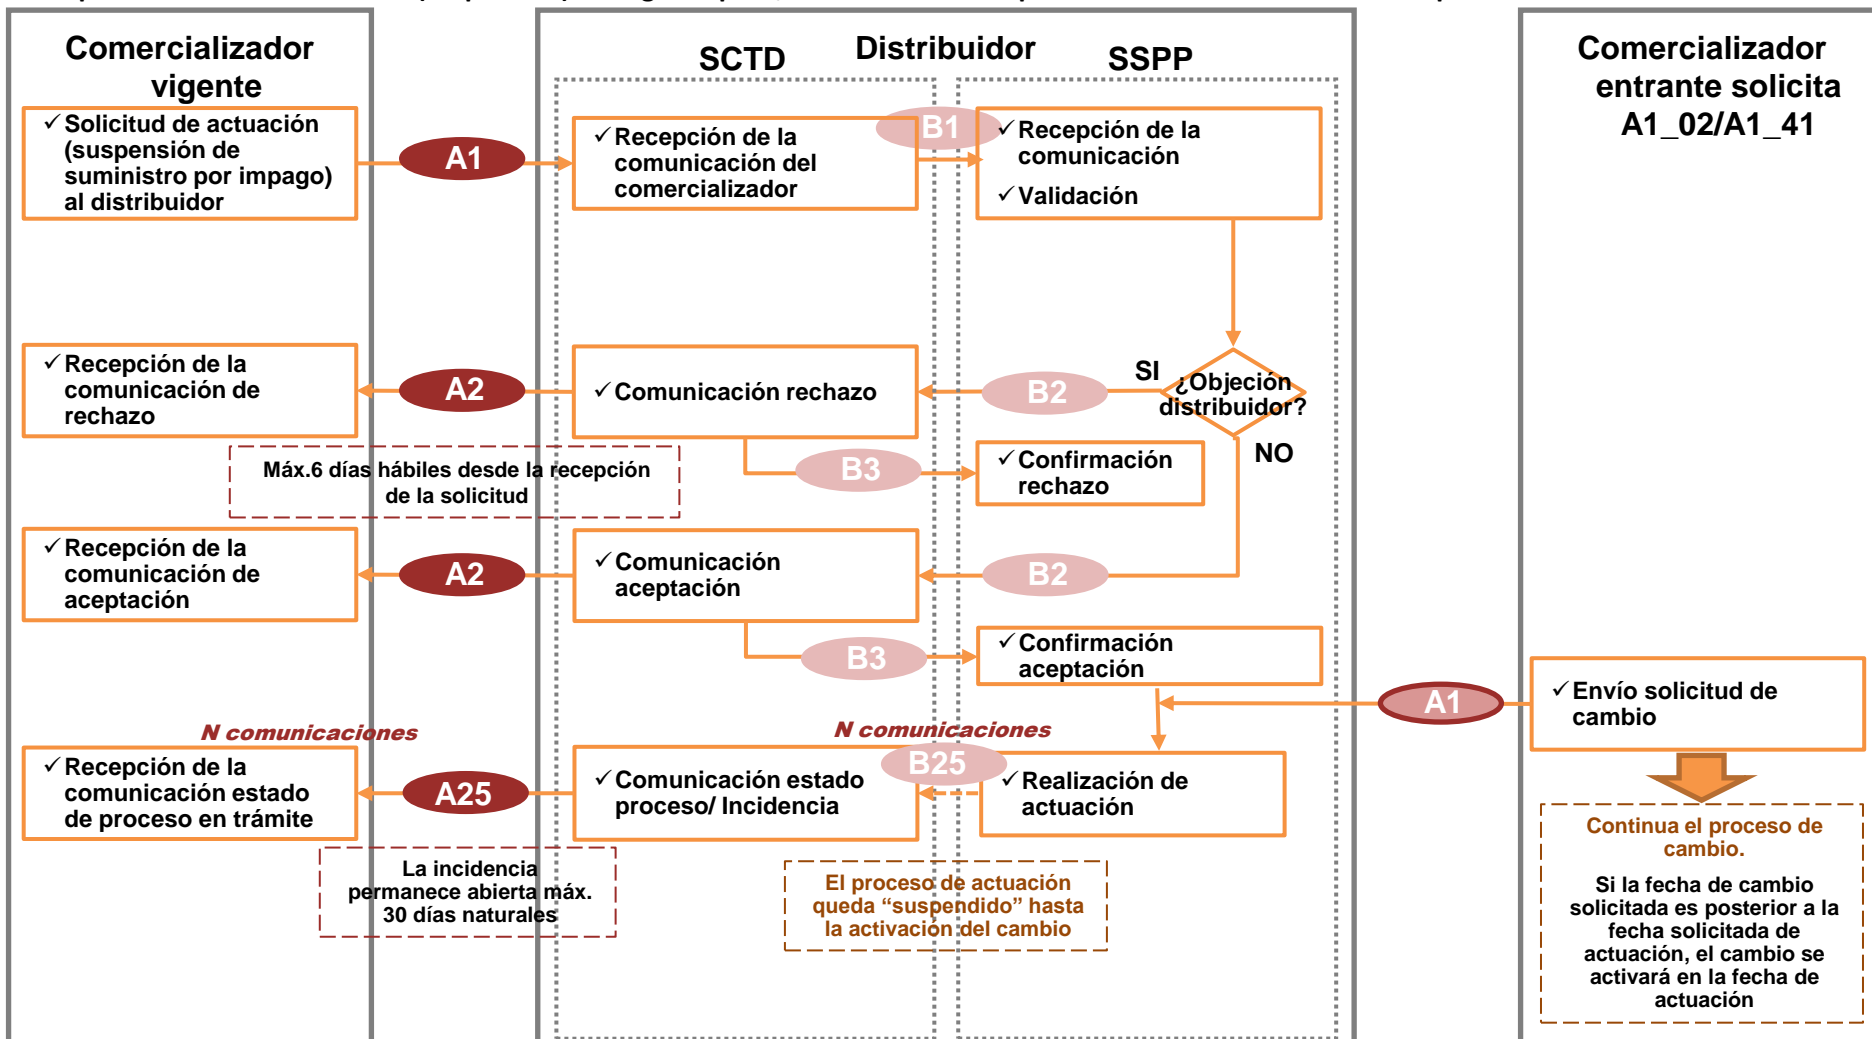 Comercializador
vigente
Distribuidor
SCTD
SSPP
Comercializador
entrante solicita
A1_02/A1_41
✓ Solicitud de actuación
(suspensión de
suministro por impago)
al distribuidor
A1
✓ Recepción de la
comunicación del
comercializador
B1
✓ Recepción de la
comunicación
✓ Validación
✓ Recepción de la
comunicación de
rechazo
A2
✓ Comunicación rechazo
B2
SI
¿Objeción
distribuidor?
NO
Máx.6 días hábiles desde la recepción
de la solicitud
B3
✓ Confirmación
rechazo
✓ Recepción de la
comunicación de
aceptación
A2
✓ Comunicación
aceptación
B2
B3
✓ Confirmación
aceptación
A1
✓ Envío solicitud de
cambio
N comunicaciones
N comunicaciones
✓ Recepción de la
comunicación estado
de proceso en trámite
A25
✓ Comunicación estado
proceso/ Incidencia
B25
✓ Realización de
actuación
La incidencia
permanece abierta máx.
30 días naturales
El proceso de actuación
queda “suspendido” hasta
la activación del cambio
Continua el proceso de
cambio.
Si la fecha de cambio
solicitada es posterior a la
fecha solicitada de
actuación, el cambio se
activará en la fecha de
actuación